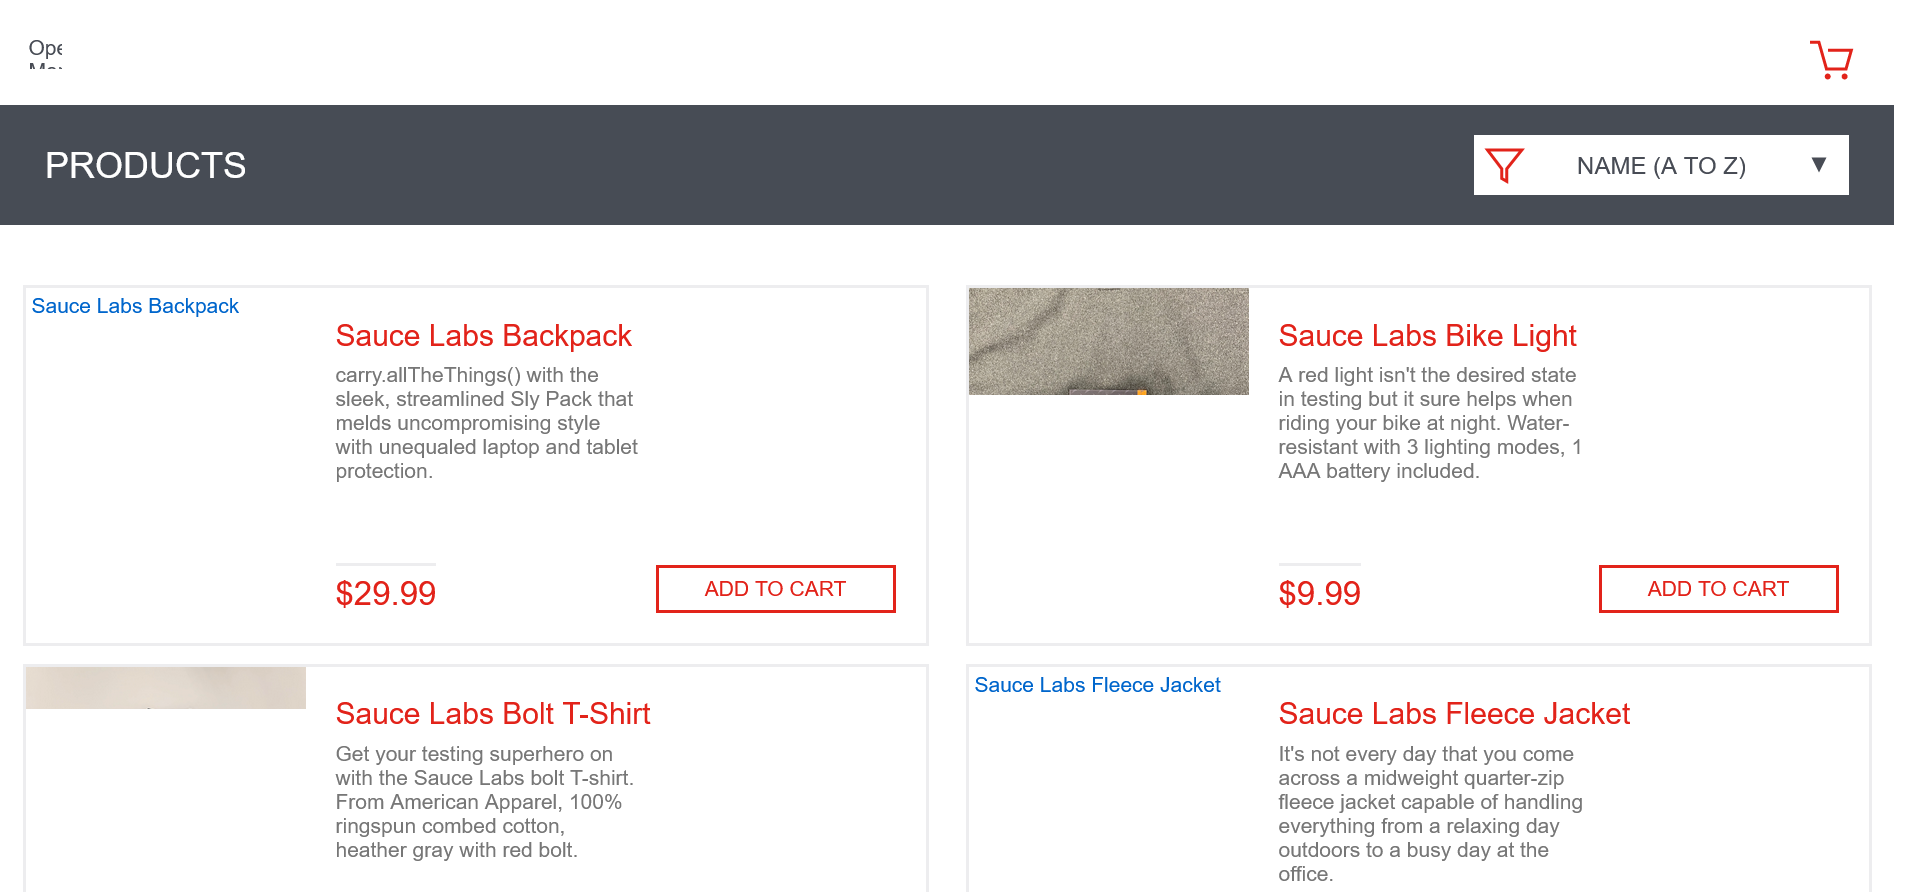 Ope
PRODUCTS
NAME (A TO Z)
▼
Sauce Labs Backpack
Sauce Labs Backpack
carry.allTheThings() with the
sleek, streamlined Sly Pack that
melds uncompromising style
with unequaled laptop and tablet
protection.
$29.99
ADD TO CART
Sauce Labs Bike Light
A red light isn't the desired state
in testing but it sure helps when
riding your bike at night. Water-
resistant with 3 lighting modes, 1
AAA battery included.
$9.99
ADD TO CART
Sauce Labs Bolt T-Shirt
Get your testing superhero on
with the Sauce Labs bolt T-shirt.
From American Apparel, 100%
ringspun combed cotton,
heather gray with red bolt.
Sauce Labs Fleece Jacket
Sauce Labs Fleece Jacket
It's not every day that you come
across a midweight quarter-zip
fleece jacket capable of handling
everything from a relaxing day
outdoors to a busy day at the
office.